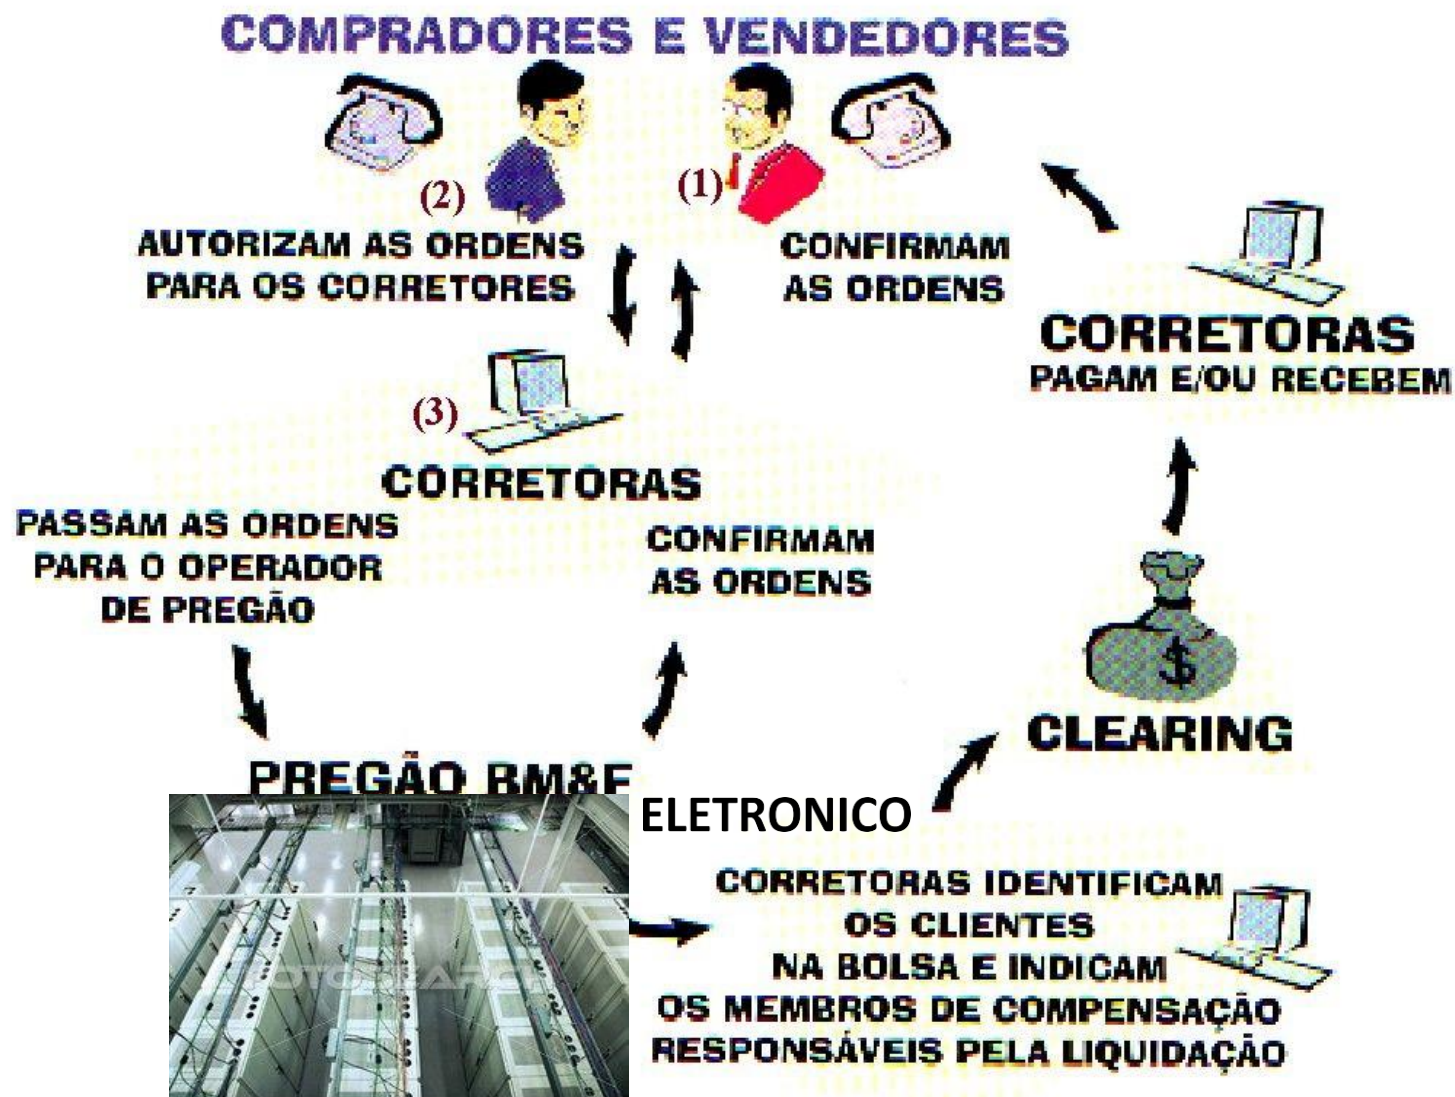 COMPRADORES E VENDEDORES
(2)
(1)
AUTORIZAM AS ORDENS
PARA OS CORRETORES
CONFIRMAM
AS ORDENS
CORRETORAS
PAGAM E/OU RECEBEM
(3)
CORRETORAS
PASSAM AS ORDENS
PARA O OPERADOR
DE PREGÃO
CONFIRMAM
AS ORDENS
$
CLEARING
PREGÃO BM&F
ELETRONICO
CORRETORAS IDENTIFICAM
OS CLIENTES
NA BOLSA E INDICAM
OS MEMBROS DE COMPENSAÇÃO
RESPONSÁVEIS PELA LIQUIDAÇÃO